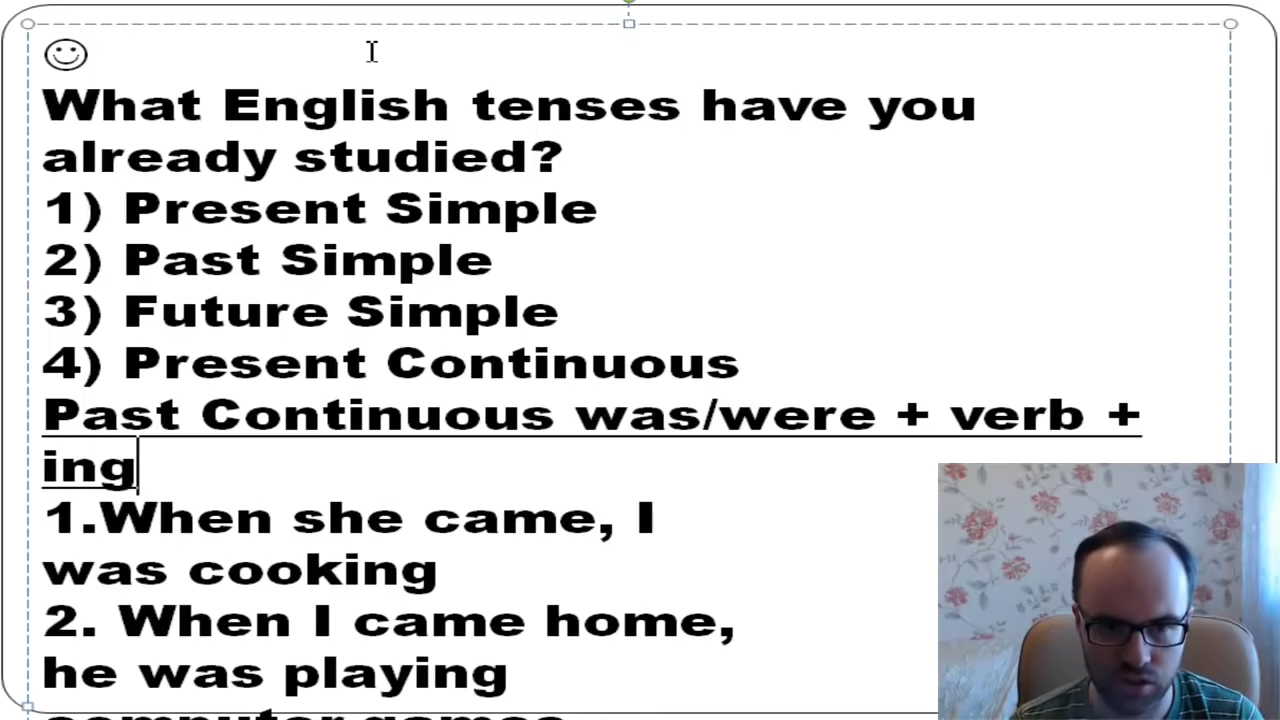 What English tenses have you
already studied?
1) Present Simple
2) Past Simple
3) Future Simple
4) Present Continuous
Past Continuous was/were + verb +
ing
1.When she came, I
was cooking
2. When I came home,
he was playing
computer games